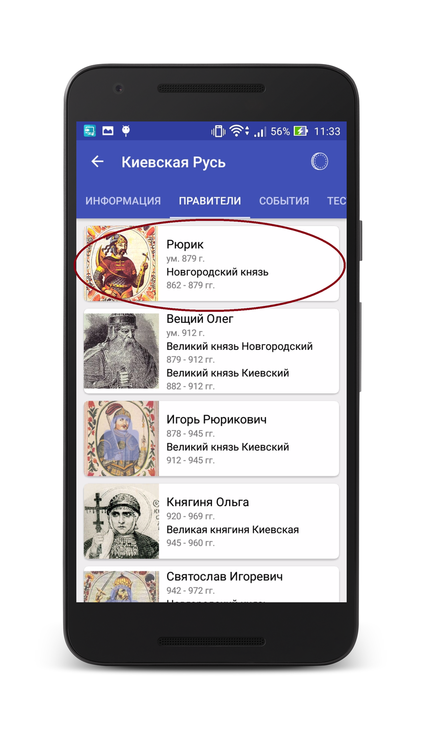 56% 11:33
Киевская Русь
ИНФОРМАЦИЯ ПРАВИТЕЛИ СОБЫТИЯ ТЕС
Рюрик
ум. 879 г.
Новгородский князь
862 - 879 гг.
Вещий Олег
ум. 912 г.
Великий князь Новгородский
879 - 912 гг.
Великий князь Киевский
882 - 912 гг.
Игорь Рюрикович
878 - 945 гг.
Великий князь Киевский
912 - 945 гг.
Княгиня Ольга
920 - 969 гг.
Великая княгиня Киевская
945 - 960 гг.
Святослав Игоревич
942 - 972 гг.